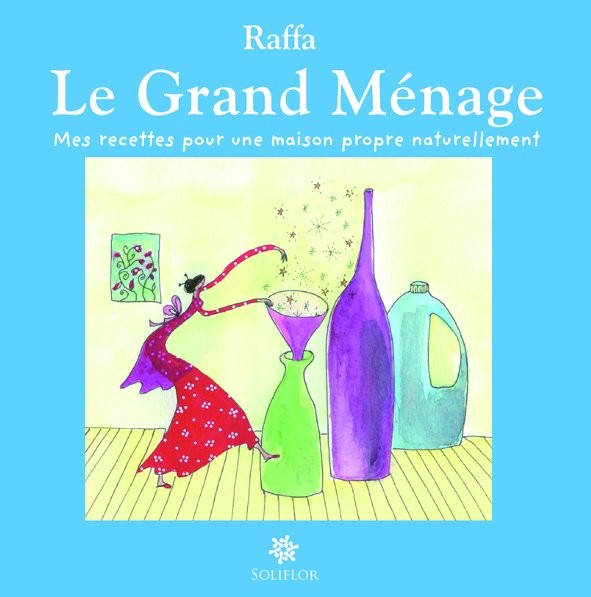 Raffa
Le Grand Ménage
Mes recettes pour une maison propre naturellement
SOLIFLOR